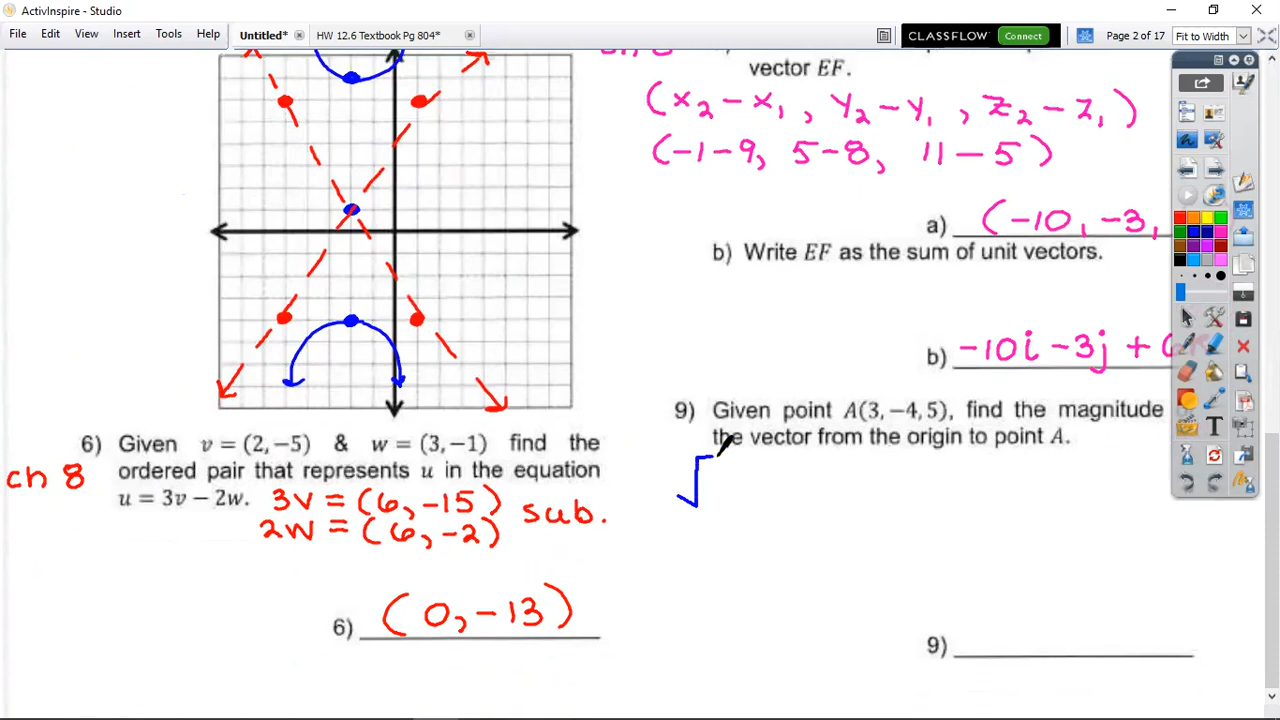 ActivInspire - Studio
File Edit View Insert Tools Help Untitled* HW 12.6 Textbook Pg 804* CLASSFLOW Connect Page 2 of 17 Fit to Width
vector EF.
(x₂ - x₁, y₂ - y₁, z₂ - z₁)
(-1-9, 5-8, 11-5)
a) (-10, -3,
b) Write EF as the sum of unit vectors.
b) -10i - 3j +
6) Given v = (2, −5) & w = (3, −1) find the
ordered pair that represents u in the equation
u = 3v − 2w.
ch 8
3v = (6, -15) sub.
2w = (6, -2)
6) (0, -13)
9) Given point A(3, −4, 5), find the magnitude
the vector from the origin to point A.
√
9)
T